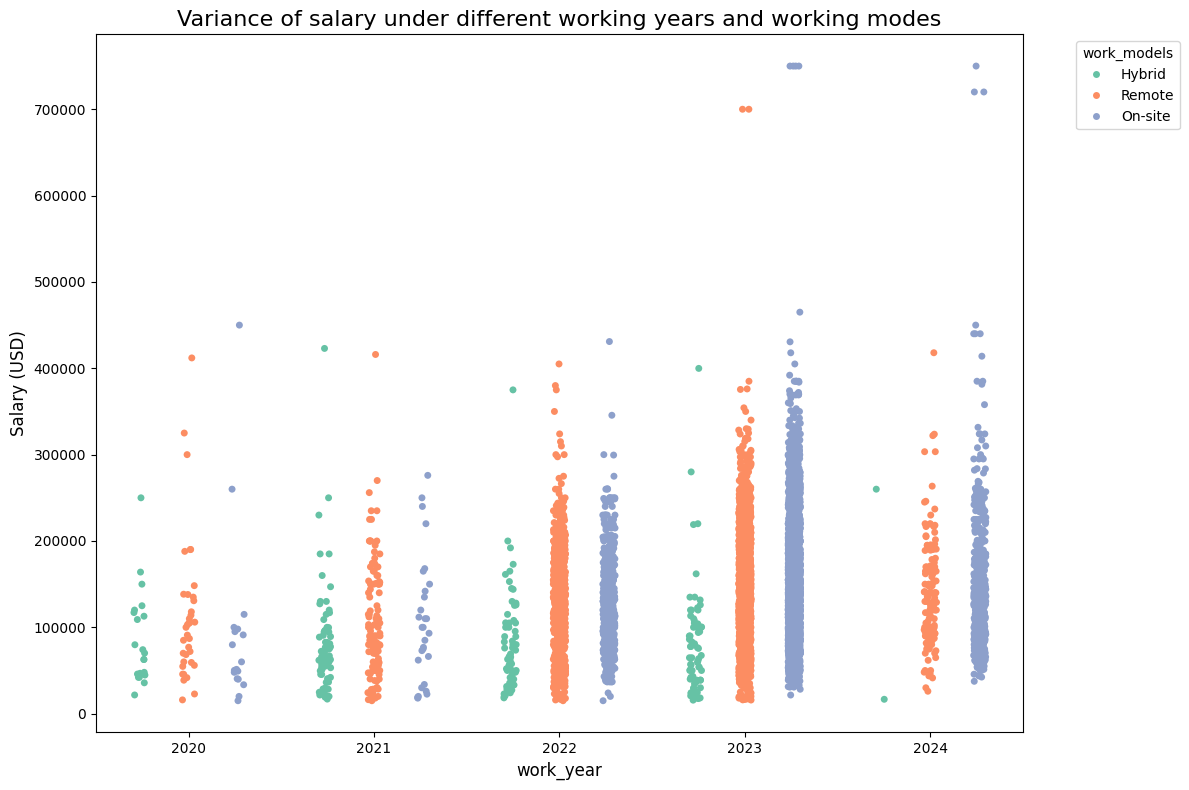 Variance of salary under different working years and working modes
work_models
Hybrid
Remote
On-site
Salary (USD)
700000
600000
500000
400000
300000
200000
100000
0
2020 2021 2022 2023 2024
work_year